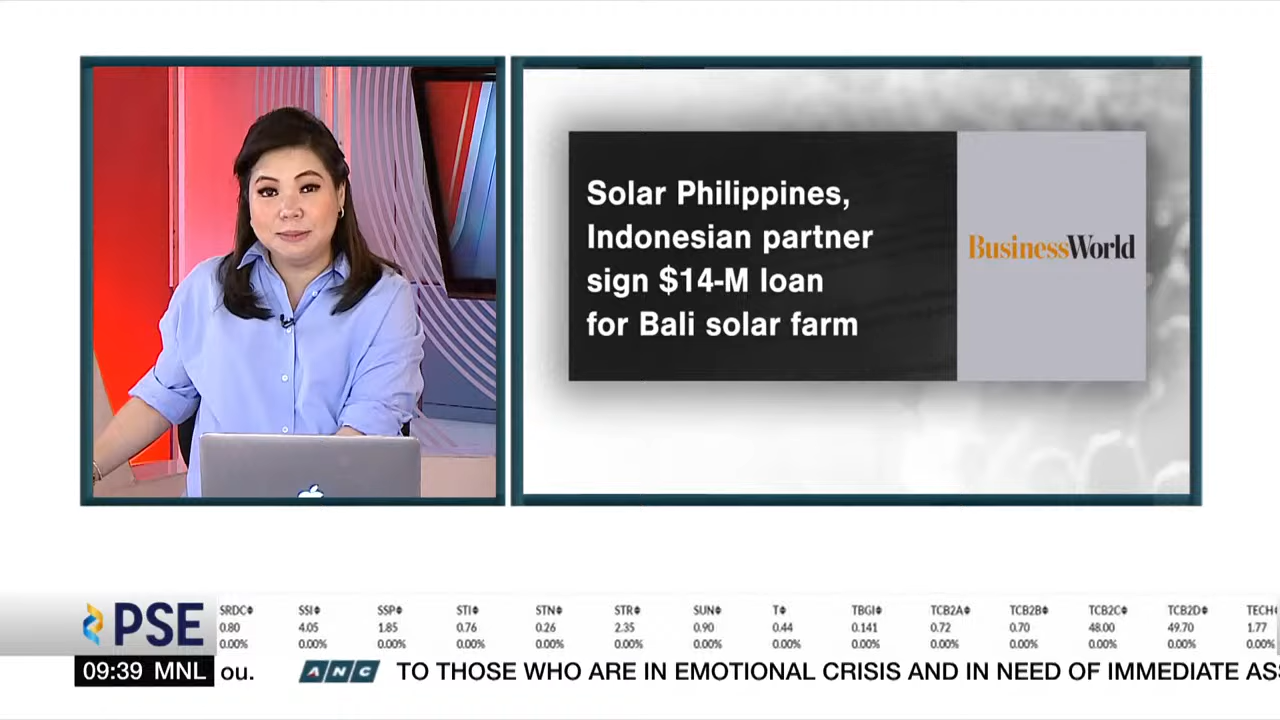 Solar Philippines,
Indonesian partner
sign $14-M loan
for Bali solar farm
BusinessWorld
PSE
SRDC SSI SSP STI STN STR SUN T TBGI TCB2A TCB2B TCB2C TCB2D TECH
0.80 4.05 1.85 0.76 0.26 2.35 0.90 0.44 0.141 0.72 0.70 48.00 49.70 1.77
0.00% 0.00% 0.00% 0.00% 0.00% 0.00% 0.00% 0.00% 0.00% 0.00% 0.00% 0.00% 0.00% 0.00%
09:39 MNL ou. ANC TO THOSE WHO ARE IN EMOTIONAL CRISIS AND IN NEED OF IMMEDIATE ASS